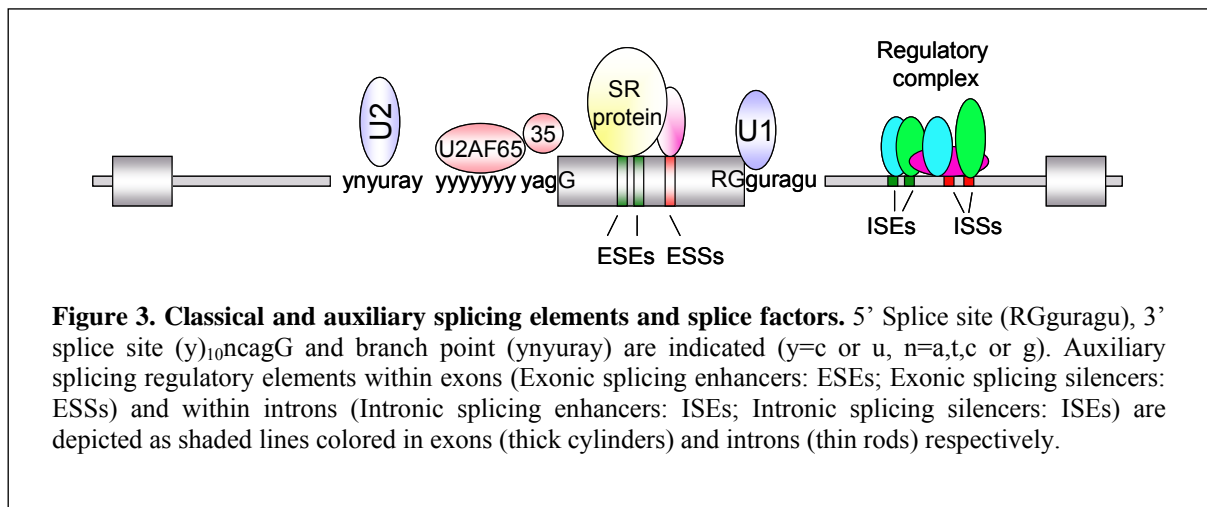 Regulatory
complex
SR
protein
U2
35
U2AF65
U1
ynyuray yyyyyyy yagG RGguragu
ISEs ISSs
ESEs ESSs
Figure 3. Classical and auxiliary splicing elements and splice factors. 5’ Splice site (RGguragu), 3’
splice site (y)₁₀ncagG and branch point (ynyuray) are indicated (y=c or u, n=a,t,c or g). Auxiliary
splicing regulatory elements within exons (Exonic splicing enhancers: ESEs; Exonic splicing silencers:
ESSs) and within introns (Intronic splicing enhancers: ISEs; Intronic splicing silencers: ISEs) are
depicted as shaded lines colored in exons (thick cylinders) and introns (thin rods) respectively.